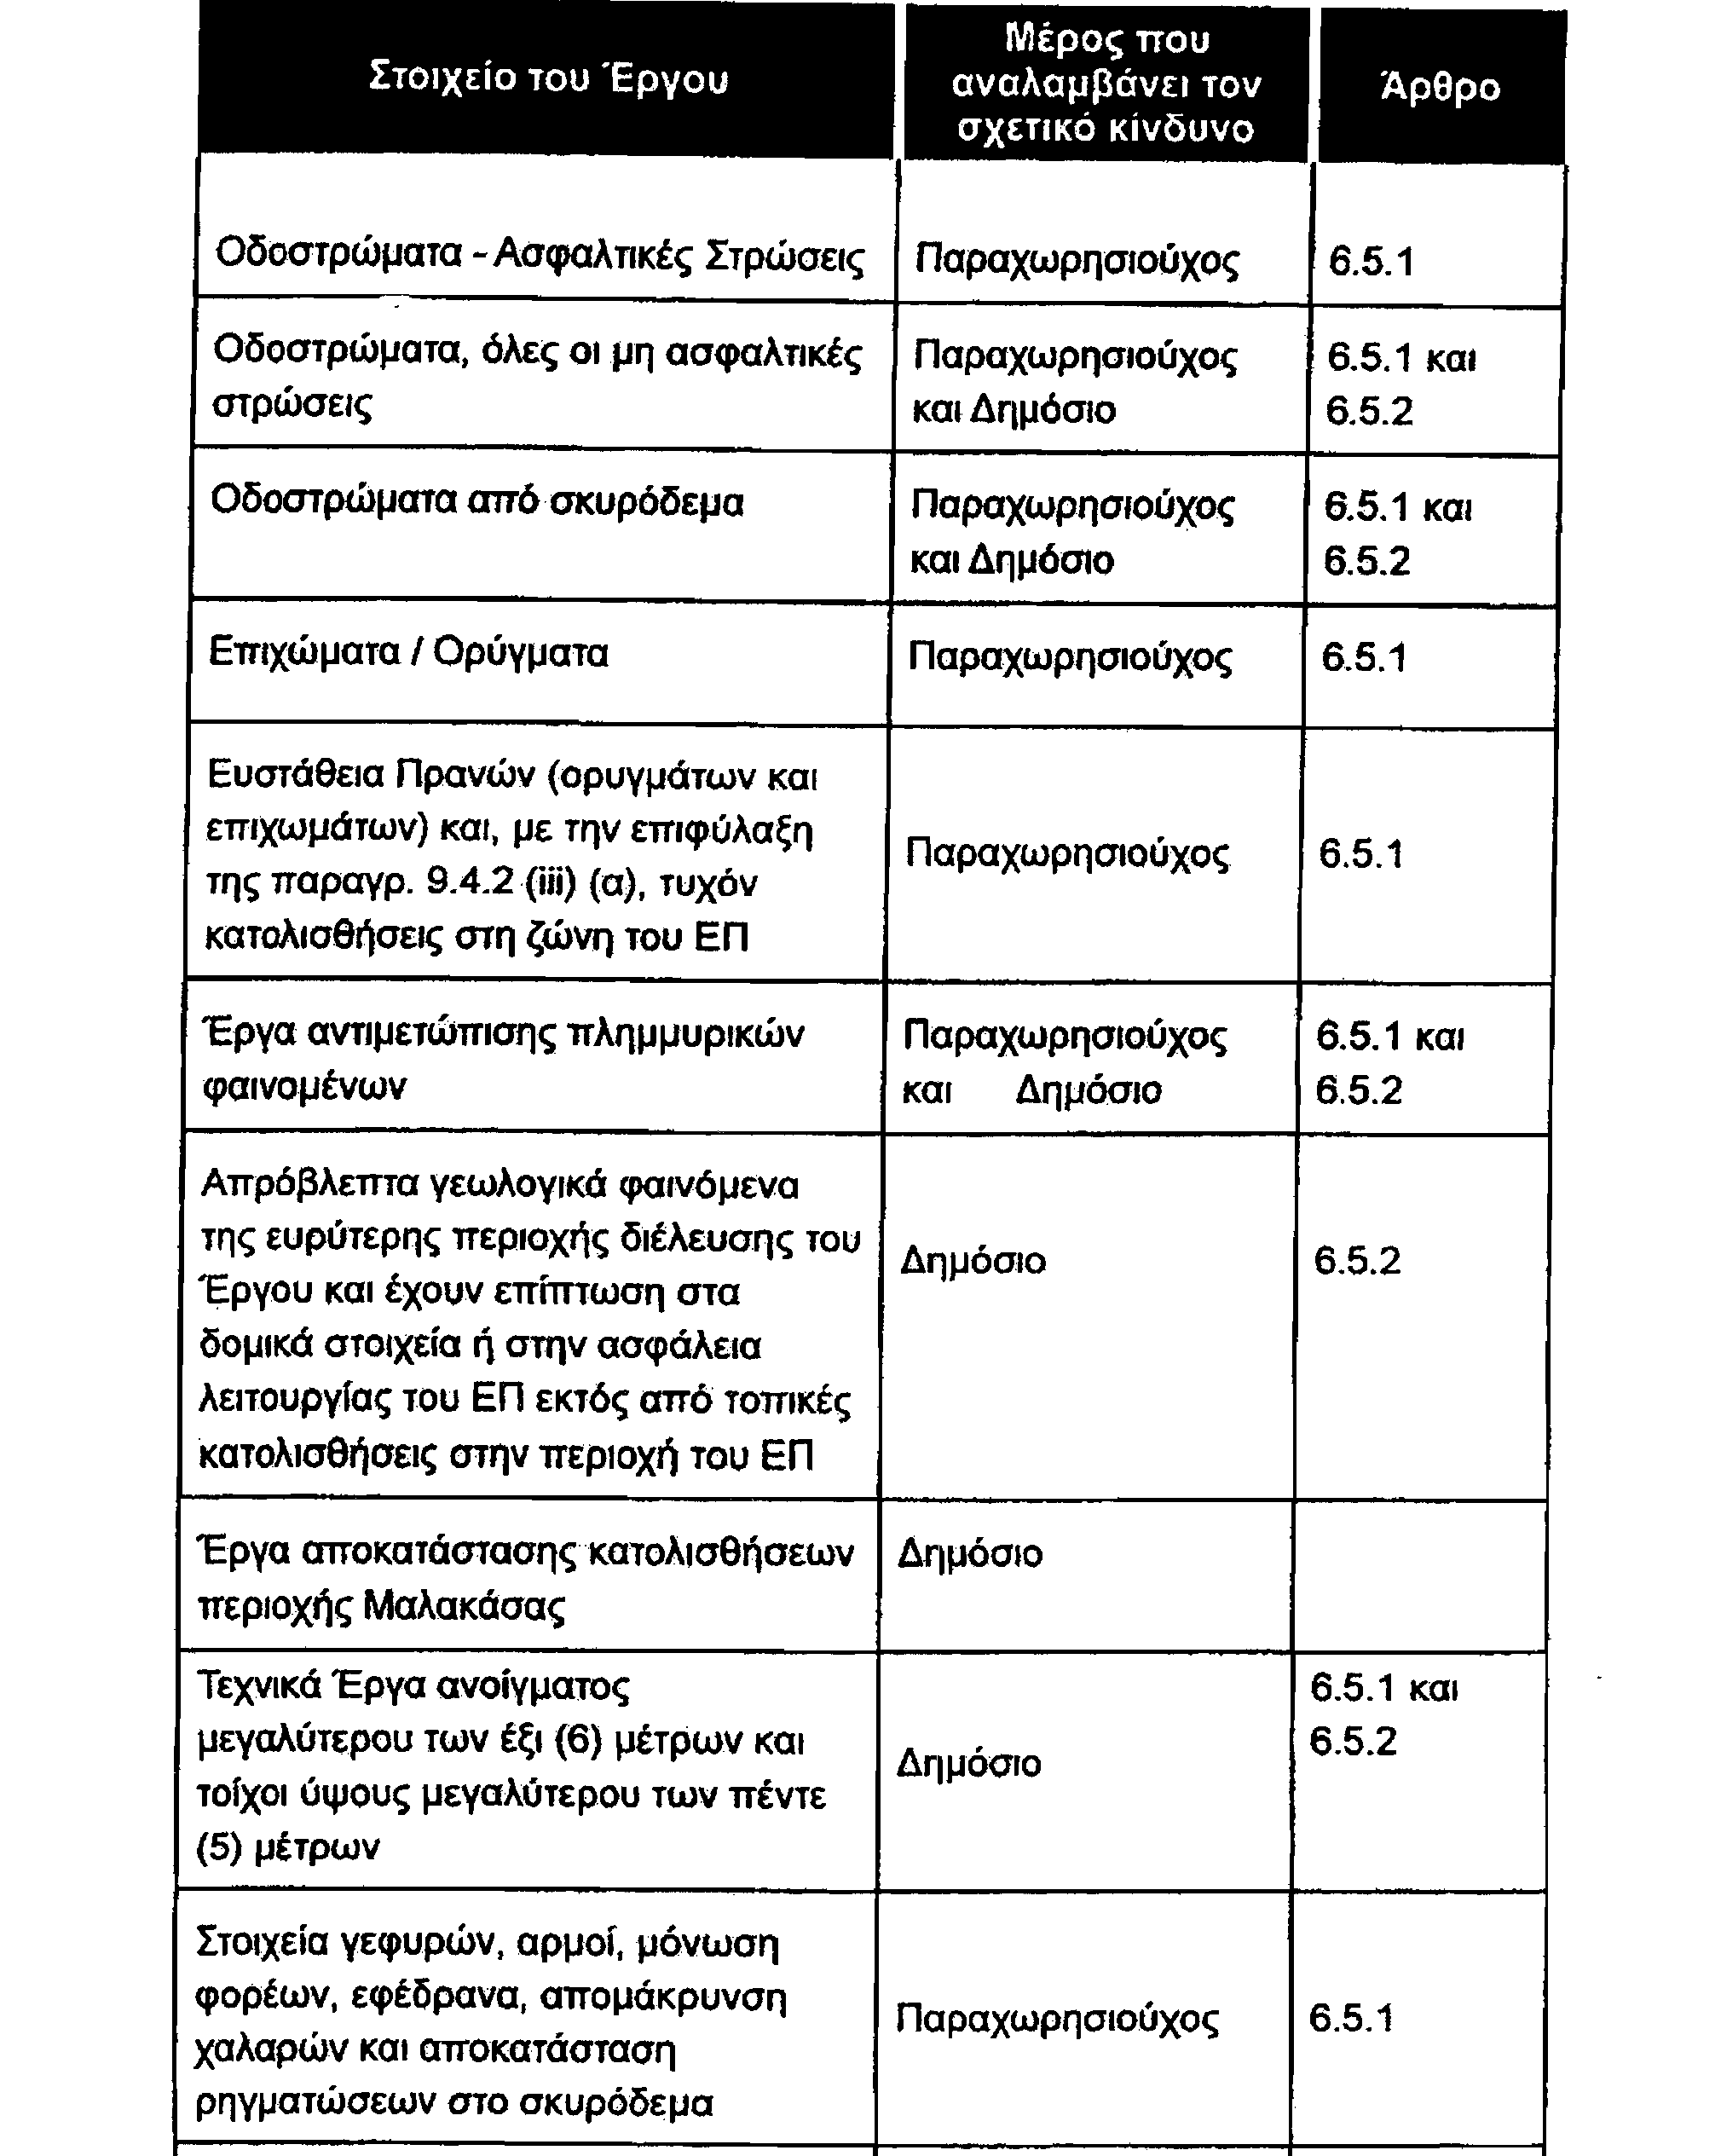 Στοιχείο του Έργου
Μέρος που
αναλαμβάνει τον
σχετικό κίνδυνο
Άρθρο
Οδοστρώματα - Ασφαλτικές Στρώσεις
Παραχωρησιούχος
6.5.1
Οδοστρώματα, όλες οι μη ασφαλτικές
στρώσεις
Παραχωρησιούχος
και Δημόσιο
6.5.1 και
6.5.2
Οδοστρώματα από σκυρόδεμα
Παραχωρησιούχος
και Δημόσιο
6.5.1 και
6.5.2
Επιχώματα / Ορύγματα
Παραχωρησιούχος
6.5.1
Ευστάθεια Πρανών (ορυγμάτων και
επιχωμάτων) και, με την επιφύλαξη
της παραγρ. 9.4.2 (iii) (α), τυχόν
κατολισθήσεις στη ζώνη του ΕΠ
Παραχωρησιούχος
6.5.1
Έργα αντιμετώπισης πλημμυρικών
φαινομένων
Παραχωρησιούχος
και Δημόσιο
6.5.1 και
6.5.2
Απρόβλεπτα γεωλογικά φαινόμενα
της ευρύτερης περιοχής διέλευσης του
Έργου και έχουν επίπτωση στα
δομικά στοιχεία ή στην ασφάλεια
λειτουργίας του ΕΠ εκτός από τοπικές
κατολισθήσεις στην περιοχή του ΕΠ
Δημόσιο
6.5.2
Έργα αποκατάστασης κατολισθήσεων
περιοχής Μαλακάσας
Δημόσιο
Τεχνικά Έργα ανοίγματος
μεγαλύτερου των έξι (6) μέτρων και
τοίχοι ύψους μεγαλύτερου των πέντε
(5) μέτρων
Δημόσιο
6.5.1 και
6.5.2
Στοιχεία γεφυρών, αρμοί, μόνωση
φορέων, εφέδρανα, απομάκρυνση
χαλαρών και αποκατάσταση
ρηγματώσεων στο σκυρόδεμα
Παραχωρησιούχος
6.5.1